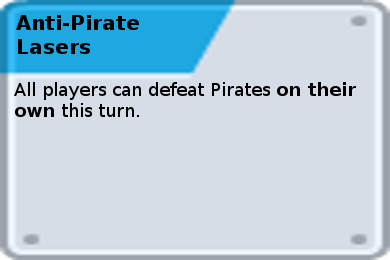 Anti-Pirate
Lasers
All players can defeat Pirates on their
own this turn.